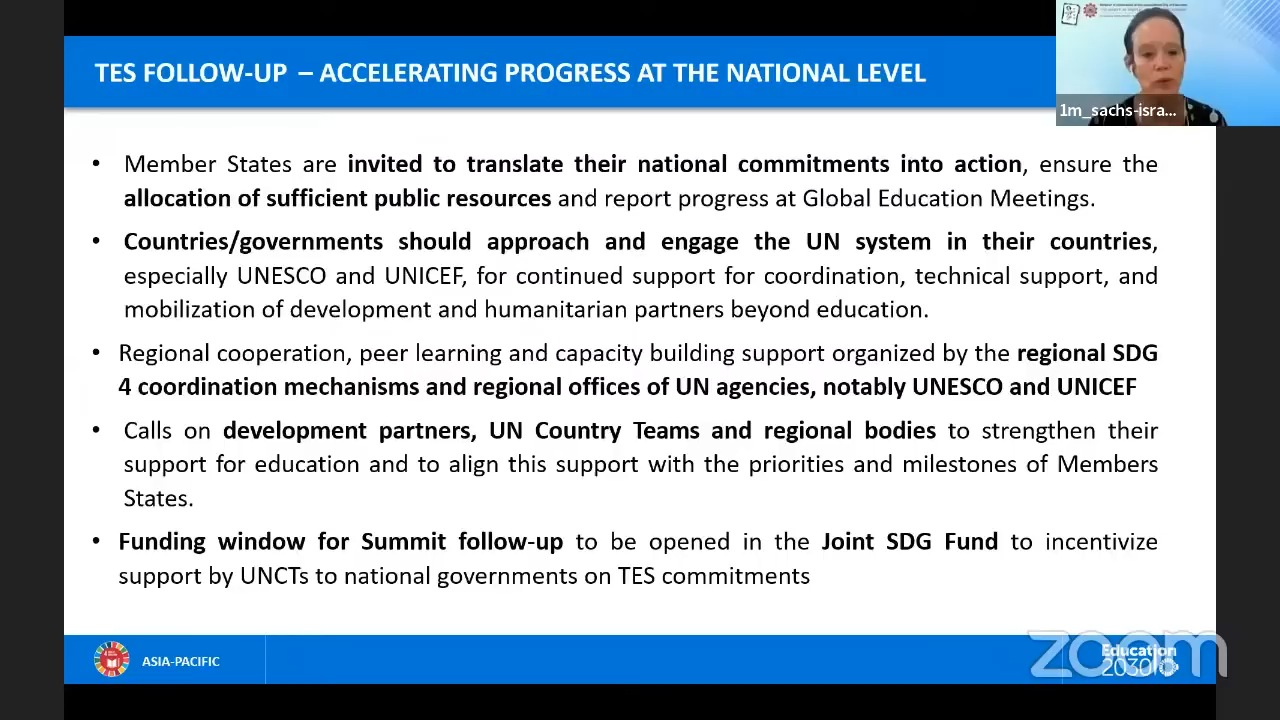 TES FOLLOW-UP – ACCELERATING PROGRESS AT THE NATIONAL LEVEL
1m_sachs-isra...
• Member States are invited to translate their national commitments into action, ensure the
allocation of sufficient public resources and report progress at Global Education Meetings.
• Countries/governments should approach and engage the UN system in their countries,
especially UNESCO and UNICEF, for continued support for coordination, technical support, and
mobilization of development and humanitarian partners beyond education.
• Regional cooperation, peer learning and capacity building support organized by the regional SDG
4 coordination mechanisms and regional offices of UN agencies, notably UNESCO and UNICEF
• Calls on development partners, UN Country Teams and regional bodies to strengthen their
support for education and to align this support with the priorities and milestones of Members
States.
• Funding window for Summit follow-up to be opened in the Joint SDG Fund to incentivize
support by UNCTs to national governments on TES commitments
ASIA-PACIFIC
Education
2030
zoom